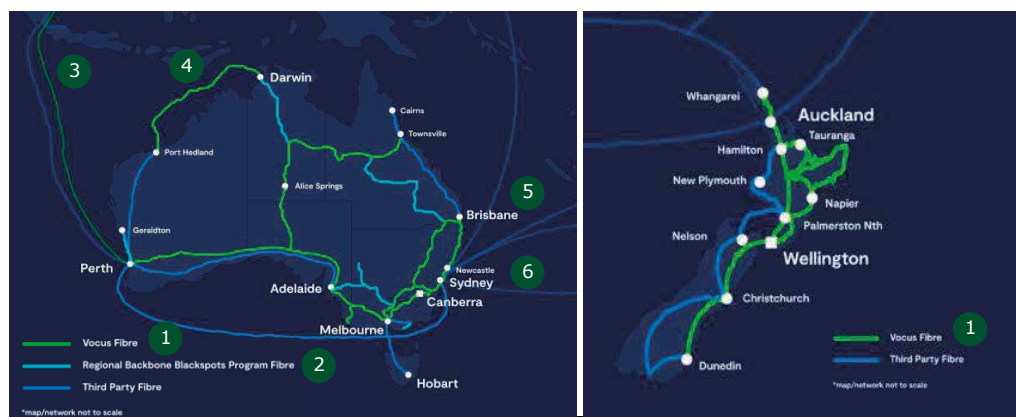 3
4
Darwin
Cairns
Townsville
Port Hedland
Alice Springs
5
Geraldton
Brisbane
Perth
Newcastle
6
Sydney
Adelaide
Canberra
Melbourne
1
Vocus Fibre
2
Regional Backbone Blackspots Program Fibre
Third Party Fibre
Hobart
*map/network not to scale
Whangarei
Auckland
Tauranga
Hamilton
New Plymouth
Napier
Palmerston Nth
Nelson
Wellington
Christchurch
1
Vocus Fibre
Third Party Fibre
Dunedin
*map/network not to scale